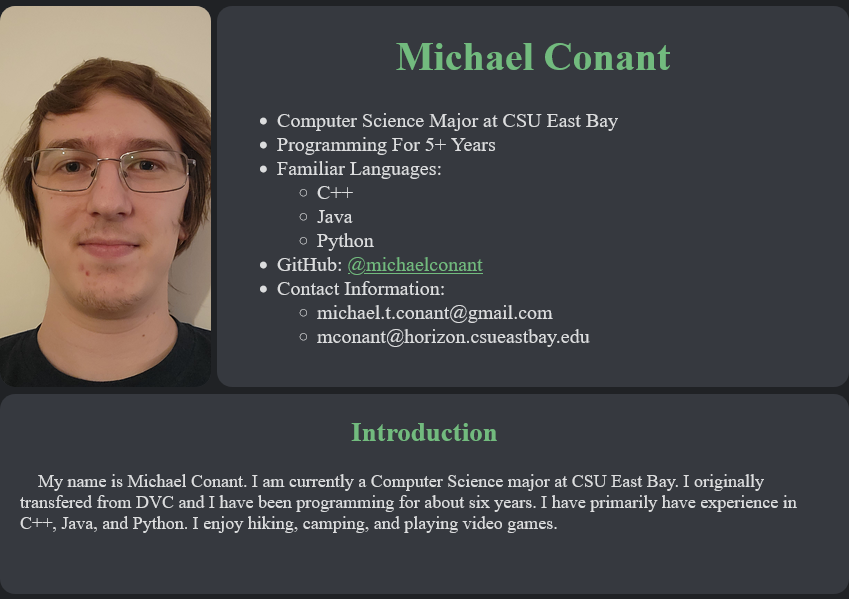 Michael Conant
Computer Science Major at CSU East Bay
Programming For 5+ Years
Familiar Languages:
C++
Java
Python
GitHub: @michaelconant
Contact Information:
michael.t.conant@gmail.com
mconant@horizon.csueastbay.edu
Introduction
My name is Michael Conant. I am currently a Computer Science major at CSU East Bay. I originally
transfered from DVC and I have been programming for about six years. I have primarily have experience in
C++, Java, and Python. I enjoy hiking, camping, and playing video games.